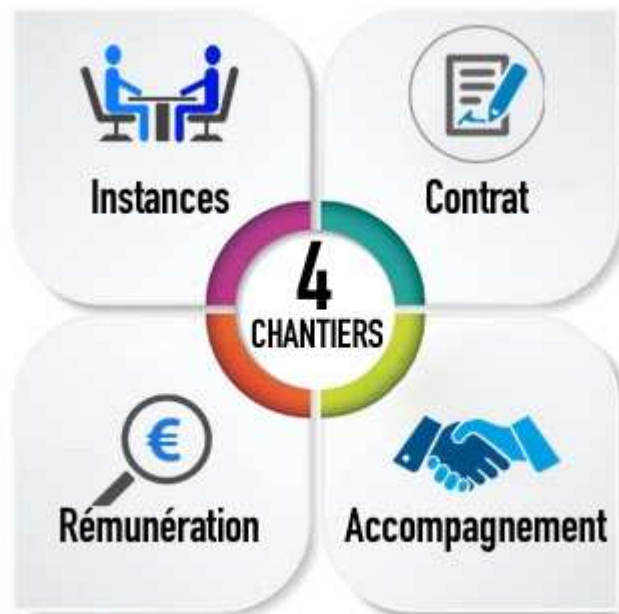 Instances
Contrat
4
CHANTIERS
€
Rémunération
Accompagnement